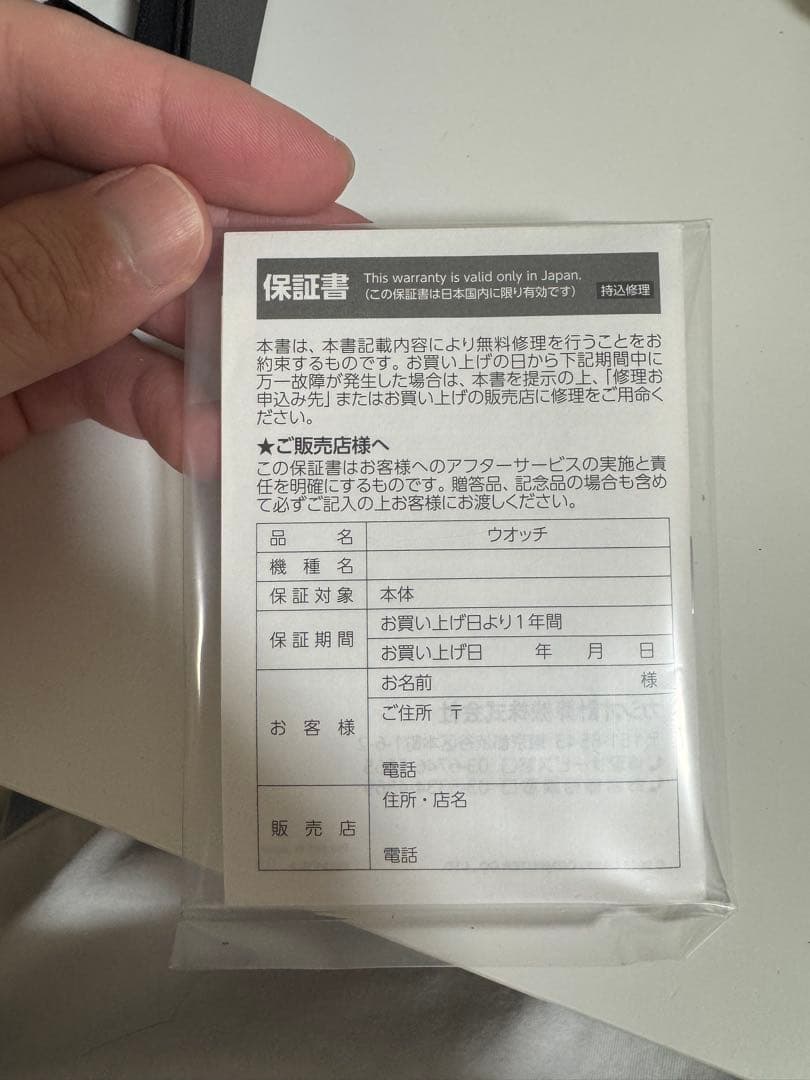 保証書
This warranty is valid only in Japan.
(この保証書は日本国内に限り有効です)
持込修理
本書は、本書記載内容により無料修理を行うことをお
約束するものです。お買い上げの日から下記期間中に
万一故障が発生した場合は、本書を提示の上、「修理お
申込み先」またはお買い上げの販売店に修理をご用命く
ださい。
★ご販売店様へ
この保証書はお客様へのアフターサービスの実施と責
任を明確にするものです。贈答品、記念品の場合も含め
て必ずご記入の上お客様にお渡しください。
品名 ウオッチ
機種名
保証対象 本体
保証期間 お買い上げ日より1年間
お買い上げ日 年 月 日
お客様 お名前 様
ご住所 〒
電話
販売店 住所・店名
電話